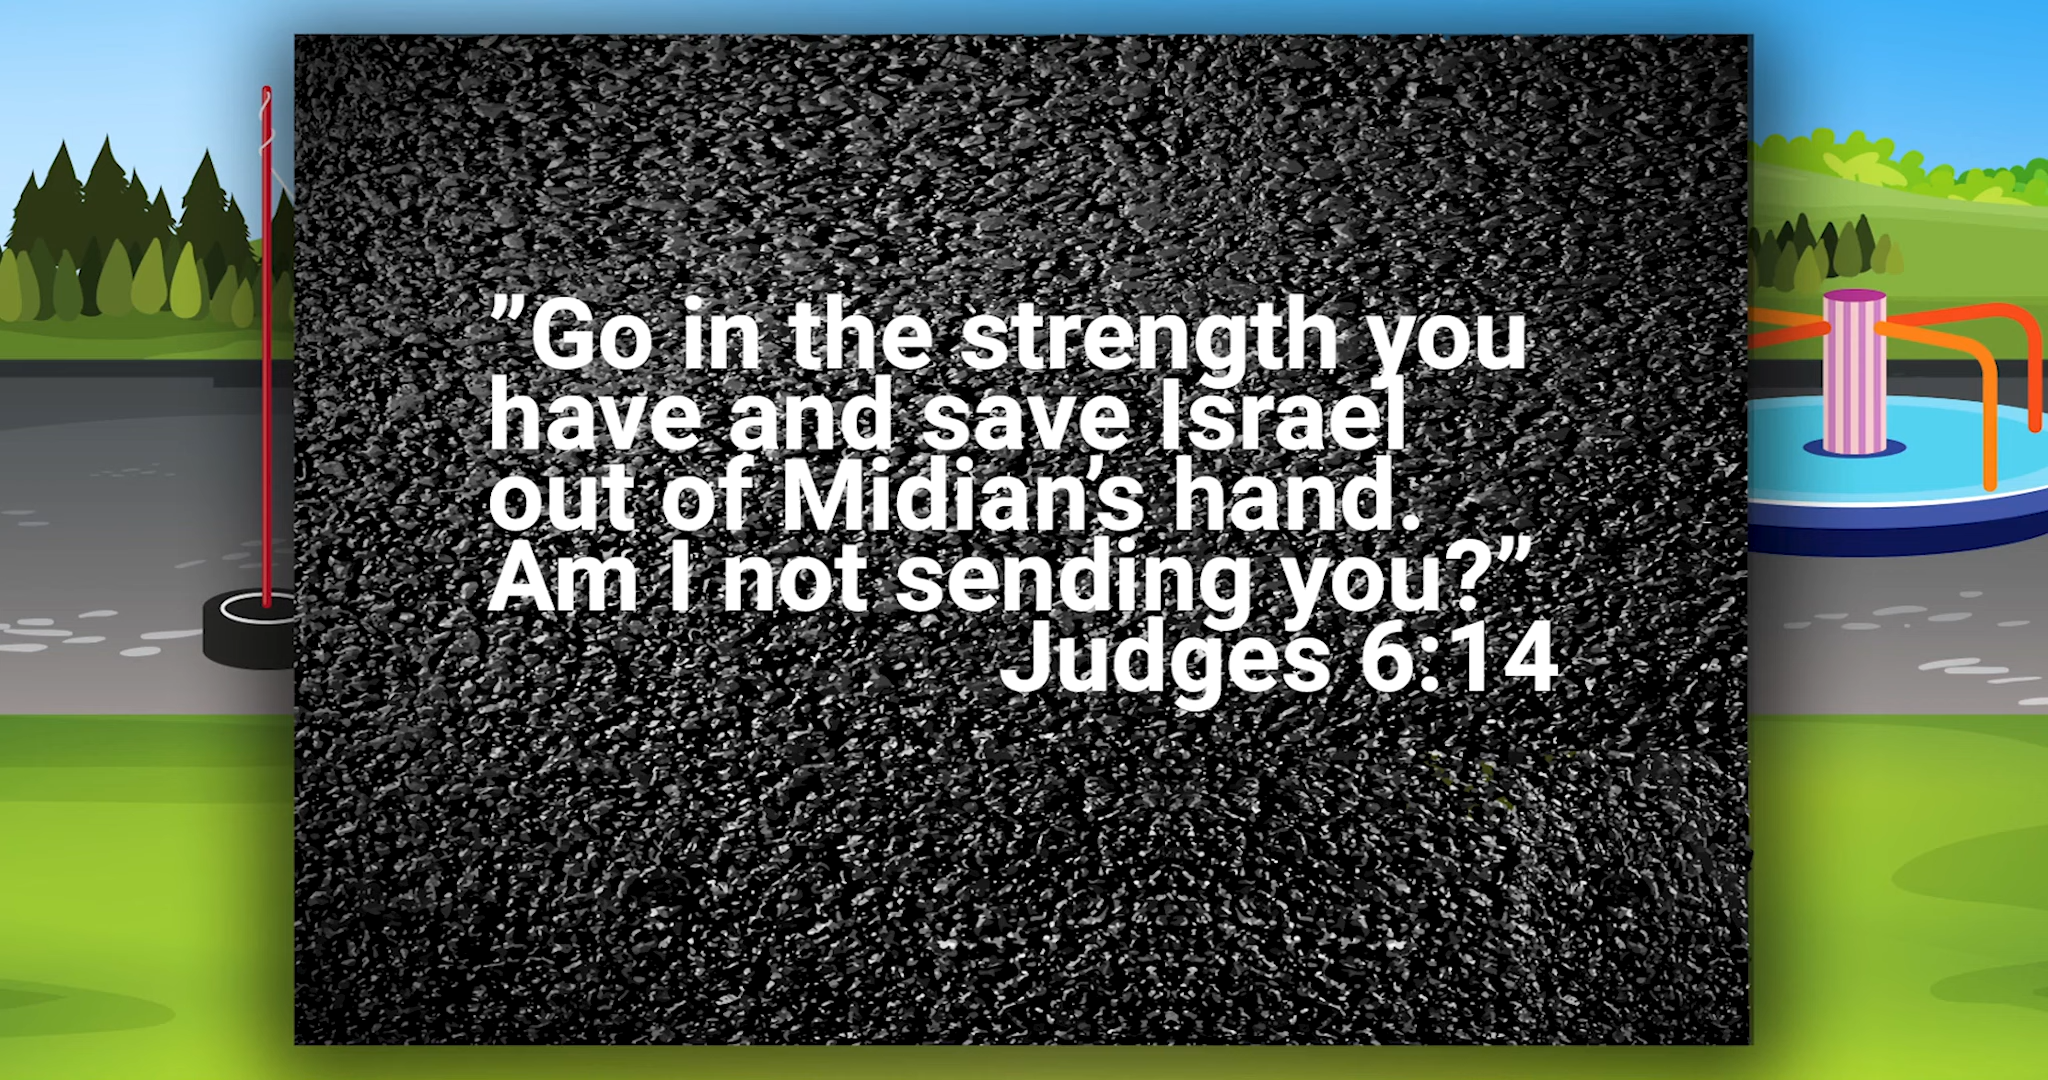 ”Go in the strength you
have and save Israel
out of Midian’s hand.
Am I not sending you?”
Judges 6:14